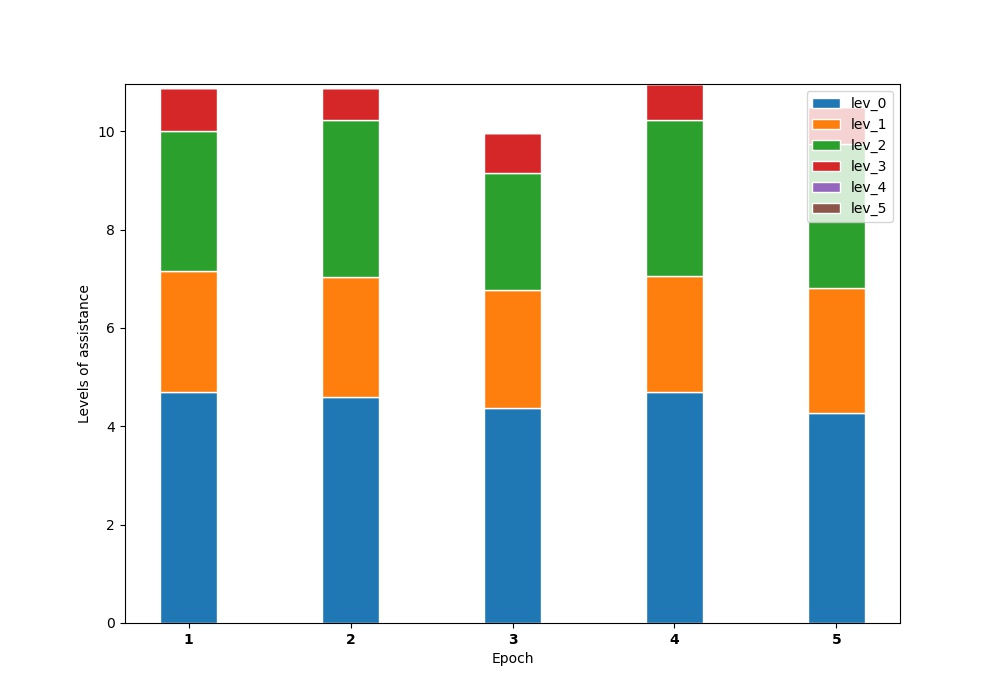 10
8
6
4
2
0
Levels of assistance
1 2 3 4 5
Epoch
lev_0
lev_1
lev_2
lev_3
lev_4
lev_5